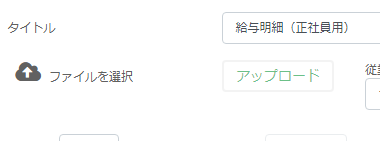 タイトル
給与明細（正社員用）
ファイルを選択
アップロード